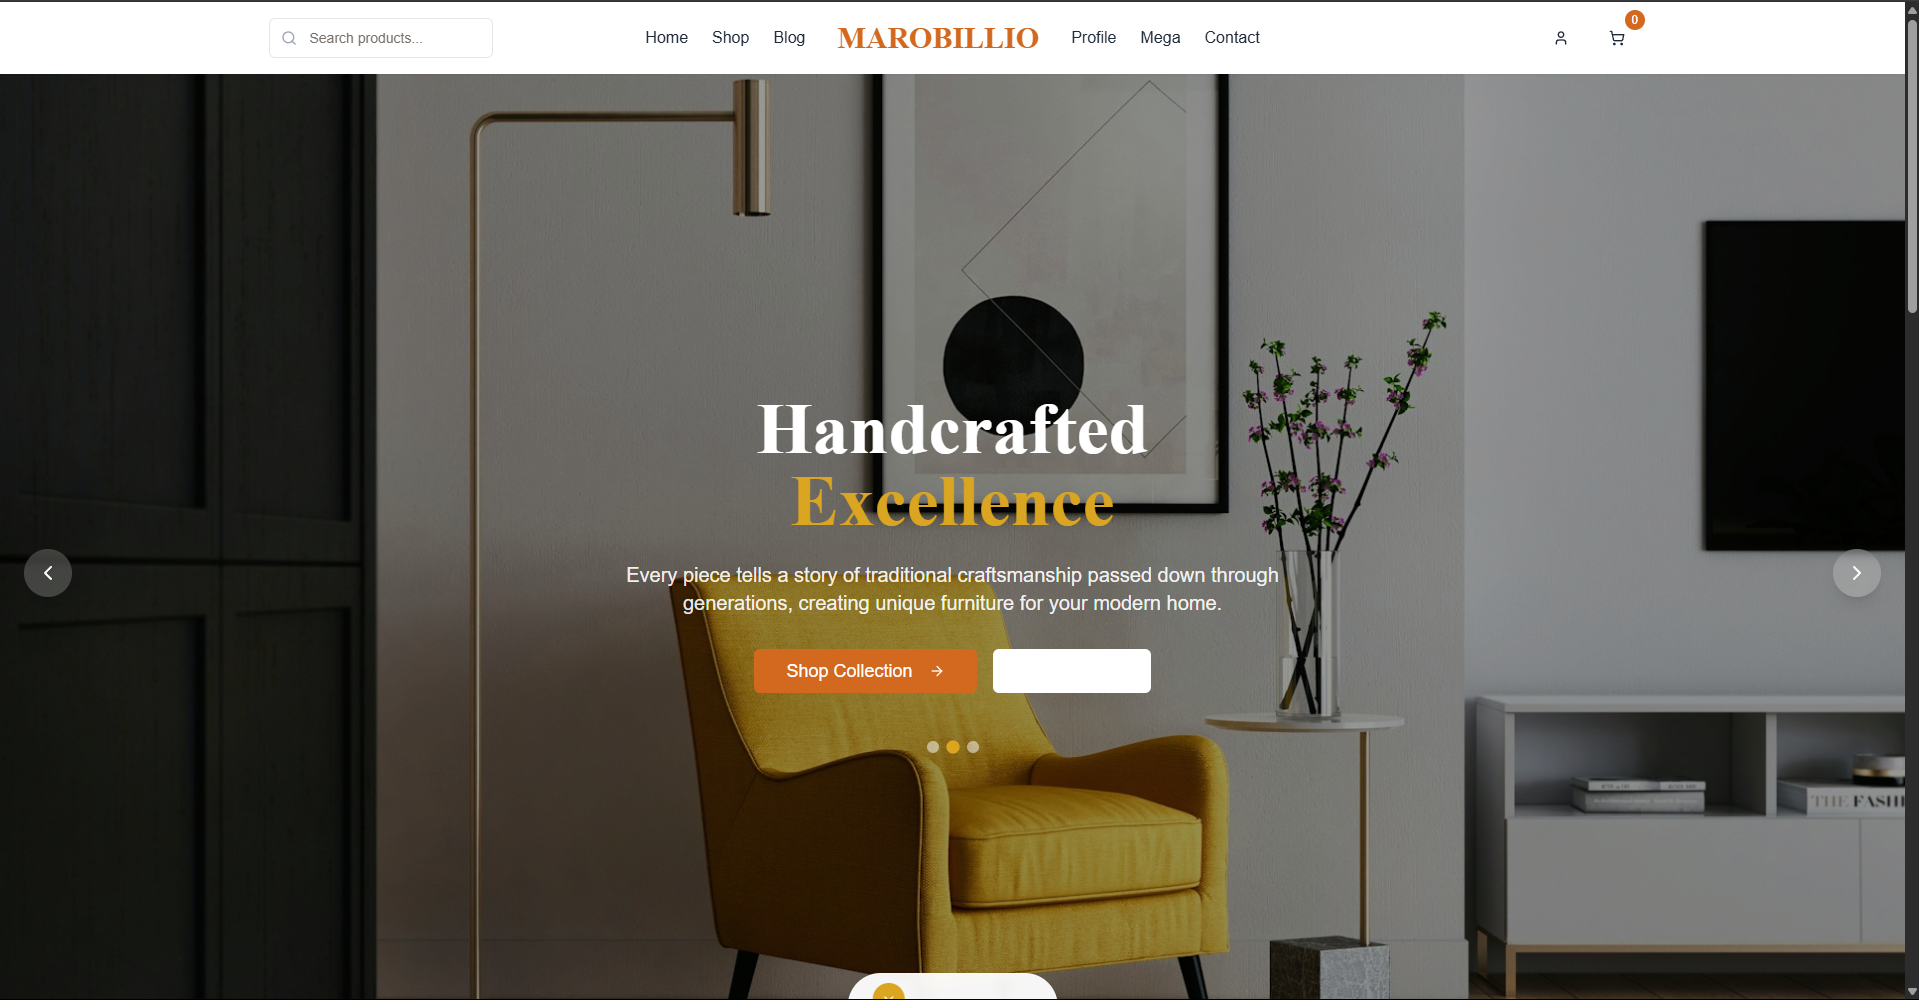 Search products...
Home
Shop
Blog
MAROBILLIO
Profile
Mega
Contact
0
Handcrafted
Excellence
Every piece tells a story of traditional craftsmanship passed down through
generations, creating unique furniture for your modern home.
Shop Collection
THE FASHI